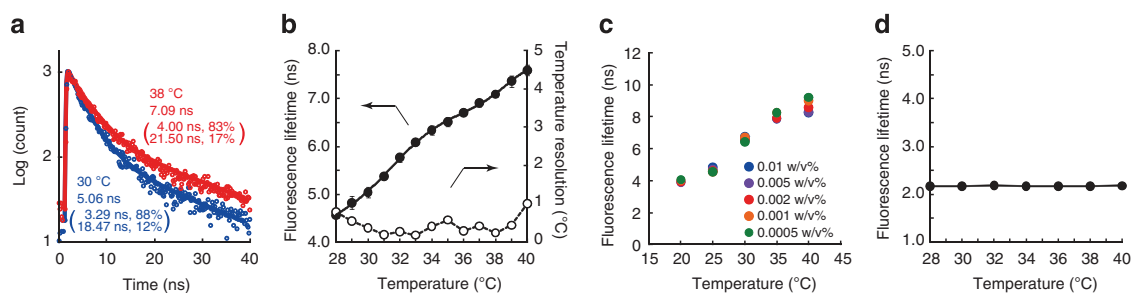 a
Log (count)
3
2
1
0
10
20
30
40
Time (ns)
38 °C
7.09 ns
( 4.00 ns, 83%
21.50 ns, 17% )
30 °C
5.06 ns
( 3.29 ns, 88%
18.47 ns, 12% )
b
Fluorescence lifetime (ns)
8.0
7.0
6.0
5.0
4.0
28
30
32
34
36
38
40
Temperature (°C)
5
4
3
2
1
0
Temperature resolution (°C)
c
Fluorescence lifetime (ns)
12
10
8
6
4
2
0
15
20
25
30
35
40
45
Temperature (°C)
0.01 w/v%
0.005 w/v%
0.002 w/v%
0.001 w/v%
0.0005 w/v%
d
Fluorescence lifetime (ns)
5.0
4.0
3.0
2.0
1.0
28
30
32
34
36
38
40
Temperature (°C)